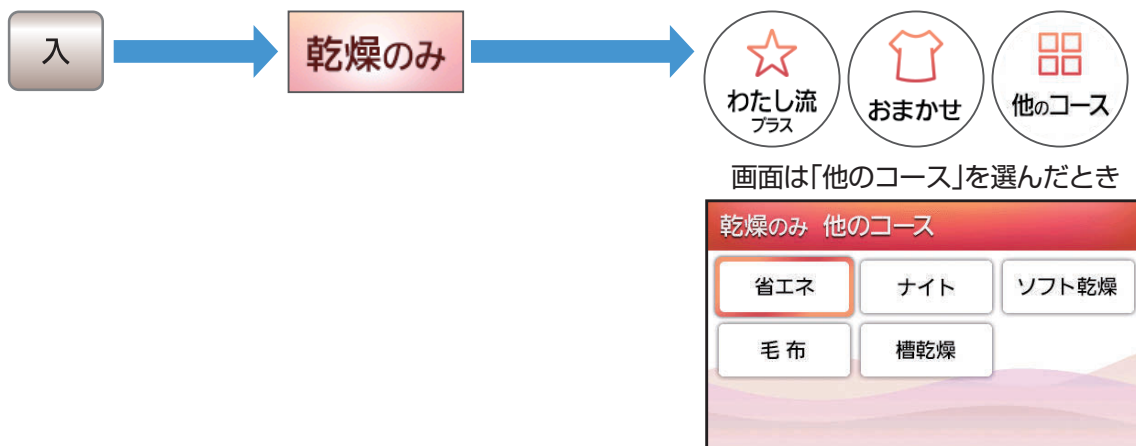 入
乾燥のみ
わたし流
プラス
おまかせ
他のコース
画面は「他のコース」を選んだとき
乾燥のみ 他のコース
省エネ
ナイト
ソフト乾燥
毛布
槽乾燥